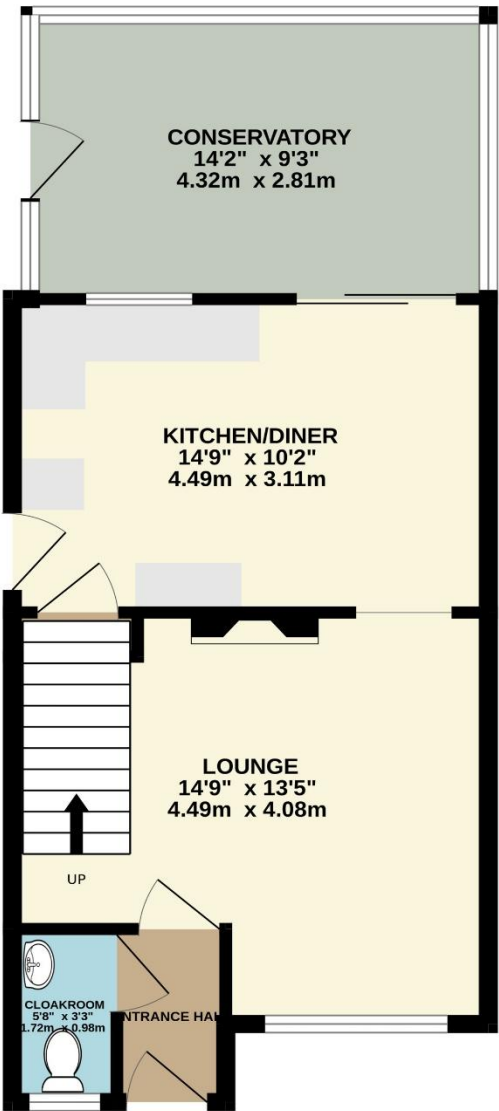 CONSERVATORY
14'2" x 9'3"
4.32m x 2.81m
KITCHEN/DINER
14'9" x 10'2"
4.49m x 3.11m
LOUNGE
14'9" x 13'5"
4.49m x 4.08m
UP
CLOAKROOM
5'8" x 3'3"
1.72m x 0.98m
NTRANCE HAL